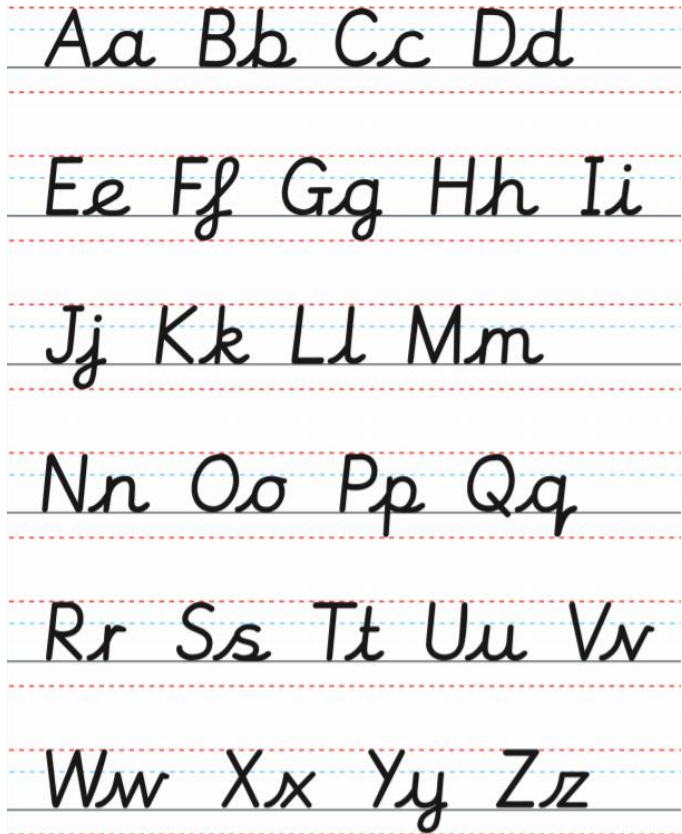 Aa Bb Cc Dd
Ee Ff Gg Hh Ii
Jj Kk Ll Mm
Nn Oo Pp Qq
Rr Ss Tt Uu Vv
Ww Xx Yy Zz